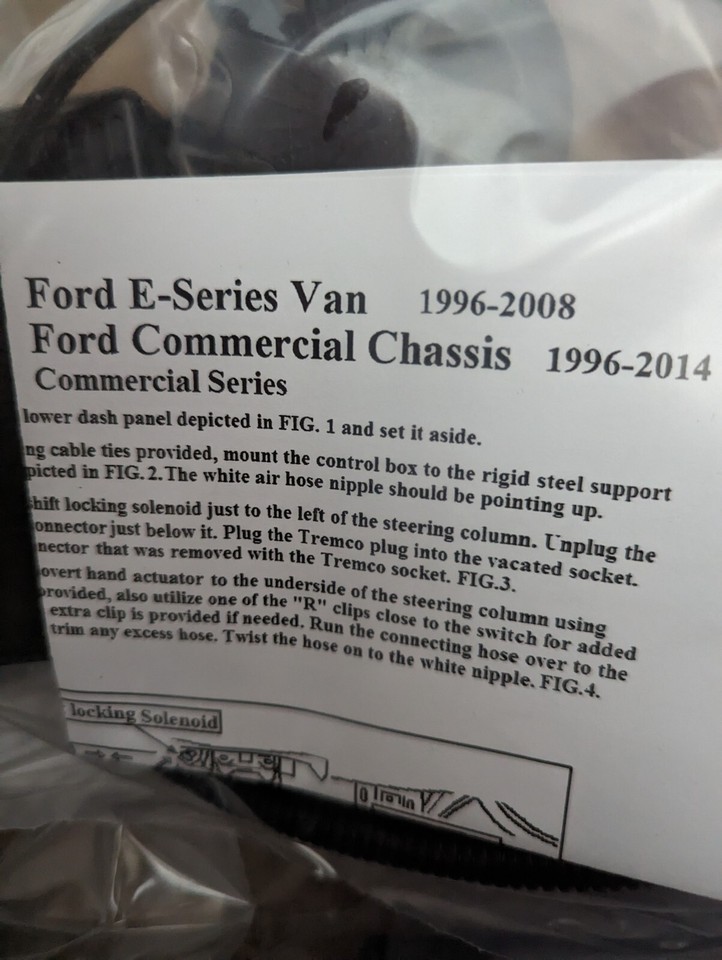 Ford E-Series Van 1996-2008
Ford Commercial Chassis 1996-2014
Commercial Series
lower dash panel depicted in FIG. 1 and set it aside.
ng cable ties provided, mount the control box to the rigid steel support
picted in FIG. 2. The white air hose nipple should be pointing up.
hift locking solenoid just to the left of the steering column. Unplug the
onnector just below it. Plug the Tremco plug into the vacated socket.
nector that was removed with the Tremco socket. FIG.3.
overt hand actuator to the underside of the steering column using
rovided, also utilize one of the "R" clips close to the switch for added
extra clip is provided if needed. Run the connecting hose over to the
trim any excess hose. Twist the hose on to the white nipple. FIG.4.
locking Solenoid